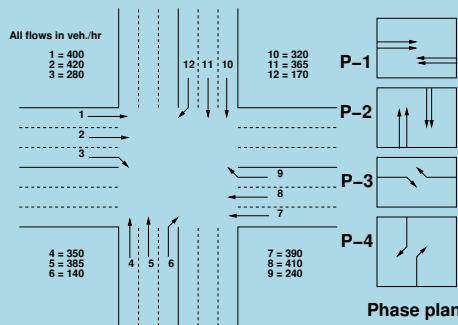 All flows in veh./hr
1 = 400
2 = 420
3 = 280
12 11 10
10 = 320
11 = 365
12 = 170
P-1
1
2
3
P-2
9
8
7
P-3
4 = 350
5 = 385
6 = 140
4 5 6
7 = 390
8 = 410
9 = 240
P-4
Phase plan